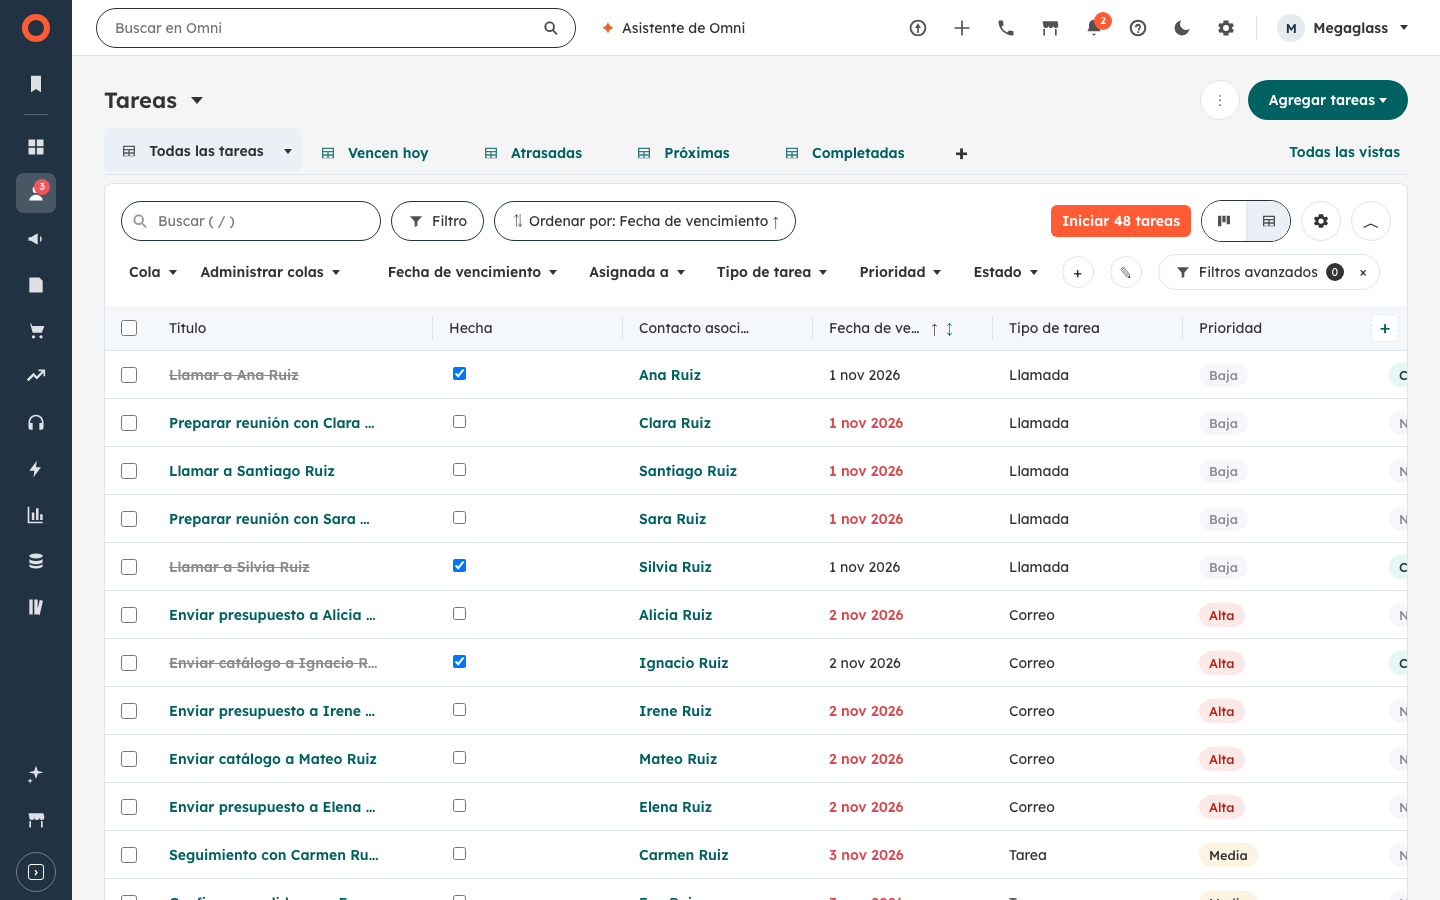 Buscar en Omni
Asistente de Omni
2
M
Megaglass
3
Tareas
Agregar tareas
Todas las tareas
Vencen hoy
Atrasadas
Próximas
Completadas
Todas las vistas
Buscar ( / )
Filtro
Ordenar por: Fecha de vencimiento ↑
Iniciar 48 tareas
Cola
Administrar colas
Fecha de vencimiento
Asignada a
Tipo de tarea
Prioridad
Estado
Filtros avanzados 0
Título Hecha Contacto asoci... Fecha de ve... Tipo de tarea Prioridad
Llamar a Ana Ruiz Ana Ruiz 1 nov 2026 Llamada Baja C
Preparar reunión con Clara ... Clara Ruiz 1 nov 2026 Llamada Baja N
Llamar a Santiago Ruiz Santiago Ruiz 1 nov 2026 Llamada Baja N
Preparar reunión con Sara ... Sara Ruiz 1 nov 2026 Llamada Baja N
Llamar a Silvia Ruiz Silvia Ruiz 1 nov 2026 Llamada Baja C
Enviar presupuesto a Alicia ... Alicia Ruiz 2 nov 2026 Correo Alta N
Enviar catálogo a Ignacio R... Ignacio Ruiz 2 nov 2026 Correo Alta C
Enviar presupuesto a Irene ... Irene Ruiz 2 nov 2026 Correo Alta N
Enviar catálogo a Mateo Ruiz Mateo Ruiz 2 nov 2026 Correo Alta N
Enviar presupuesto a Elena ... Elena Ruiz 2 nov 2026 Correo Alta N
Seguimiento con Carmen Ru... Carmen Ruiz 3 nov 2026 Tarea Media N